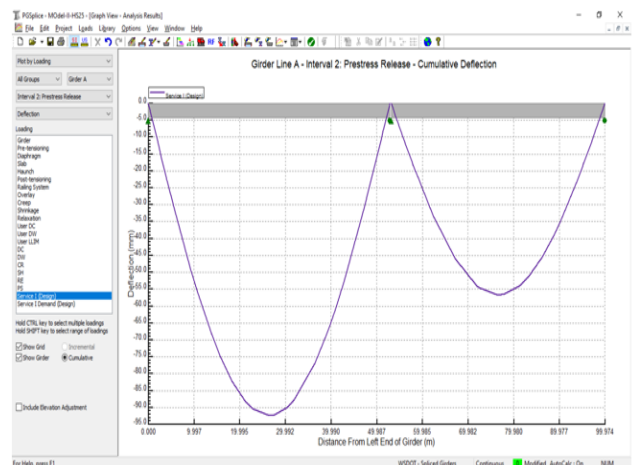 PGSplice - MOdel-II-HS25 - [Graph View - Analysis Results]
File Edit Project Loads Library Options View Window Help
Plot by Loading
All Groups Girder A
Interval 2: Prestress Release
Deflection
Loading
Girder
Pre-tensioning
Diaphragm
Slab
Haunch
Post-tensioning
Railing System
Overlay
Creep
Shrinkage
Relaxation
User DC
User DW
User LLIM
DC
DW
CR
SH
RE
PS
Service I (Design)
Service I Demand (Design)
Hold CTRL key to select multiple loadings
Hold SHIFT key to select range of loadings
Show Grid Incremental
Show Girder Cumulative
Include Elevation Adjustment
Girder Line A - Interval 2: Prestress Release - Cumulative Deflection
Service I (Design)
0.0
-5.0
-10.0
-15.0
-20.0
-25.0
-30.0
-35.0
-40.0
-45.0
-50.0
-55.0
-60.0
-65.0
-70.0
-75.0
-80.0
-85.0
-90.0
-95.0
Deflection (mm)
0.000 9.997 19.995 29.992 39.990 49.987 59.985 69.982 79.980 89.977 99.974
Distance From Left End of Girder (m)
For Help, press F1
WSDOT - Spliced Girders Continuous Modified AutoCalc: On NUM